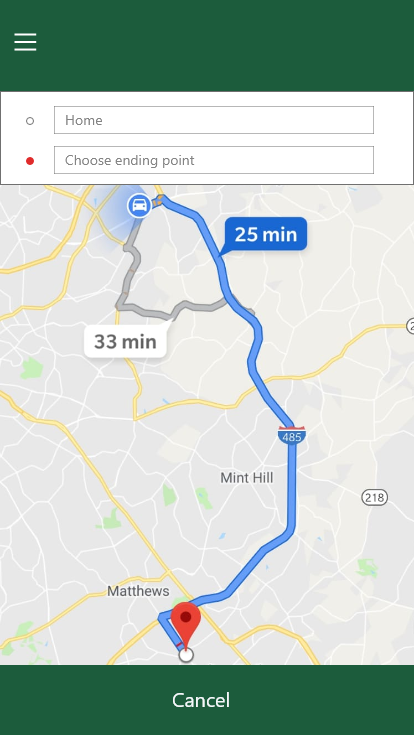 Home
Choose ending point
25 min
33 min
485
Mint Hill
218
Matthews
Cancel